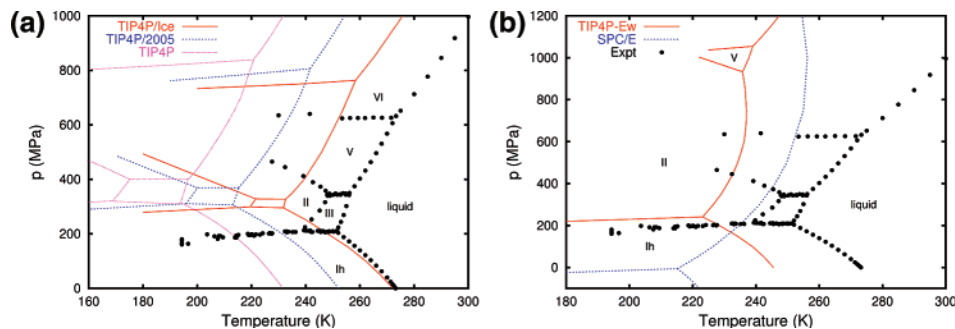 (a)
TIP4P/Ice
TIP4P/2005
TIP4P
1000
800
600
400
200
0
p (MPa)
VI
V
II
III
liquid
Ih
160 180 200 220 240 260 280 300
Temperature (K)
(b)
TIP4P-Ew
SPC/E
Expt
1200
1000
800
600
400
200
0
p (MPa)
V
II
liquid
Ih
180 200 220 240 260 280 300
Temperature (K)